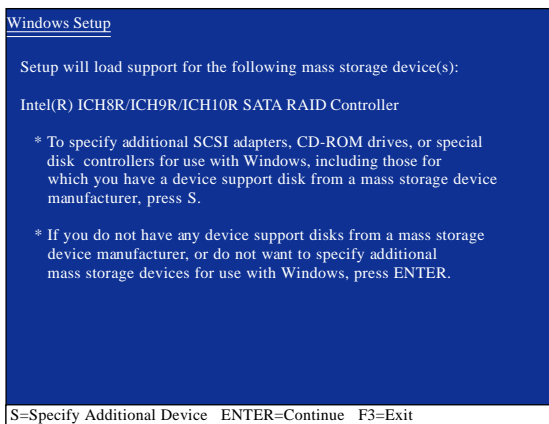 Windows Setup
Setup will load support for the following mass storage device(s):
Intel(R) ICH8R/ICH9R/ICH10R SATA RAID Controller
* To specify additional SCSI adapters, CD-ROM drives, or special
disk controllers for use with Windows, including those for
which you have a device support disk from a mass storage device
manufacturer, press S.
* If you do not have any device support disks from a mass storage
device manufacturer, or do not want to specify additional
mass storage devices for use with Windows, press ENTER.
S=Specify Additional Device ENTER=Continue F3=Exit